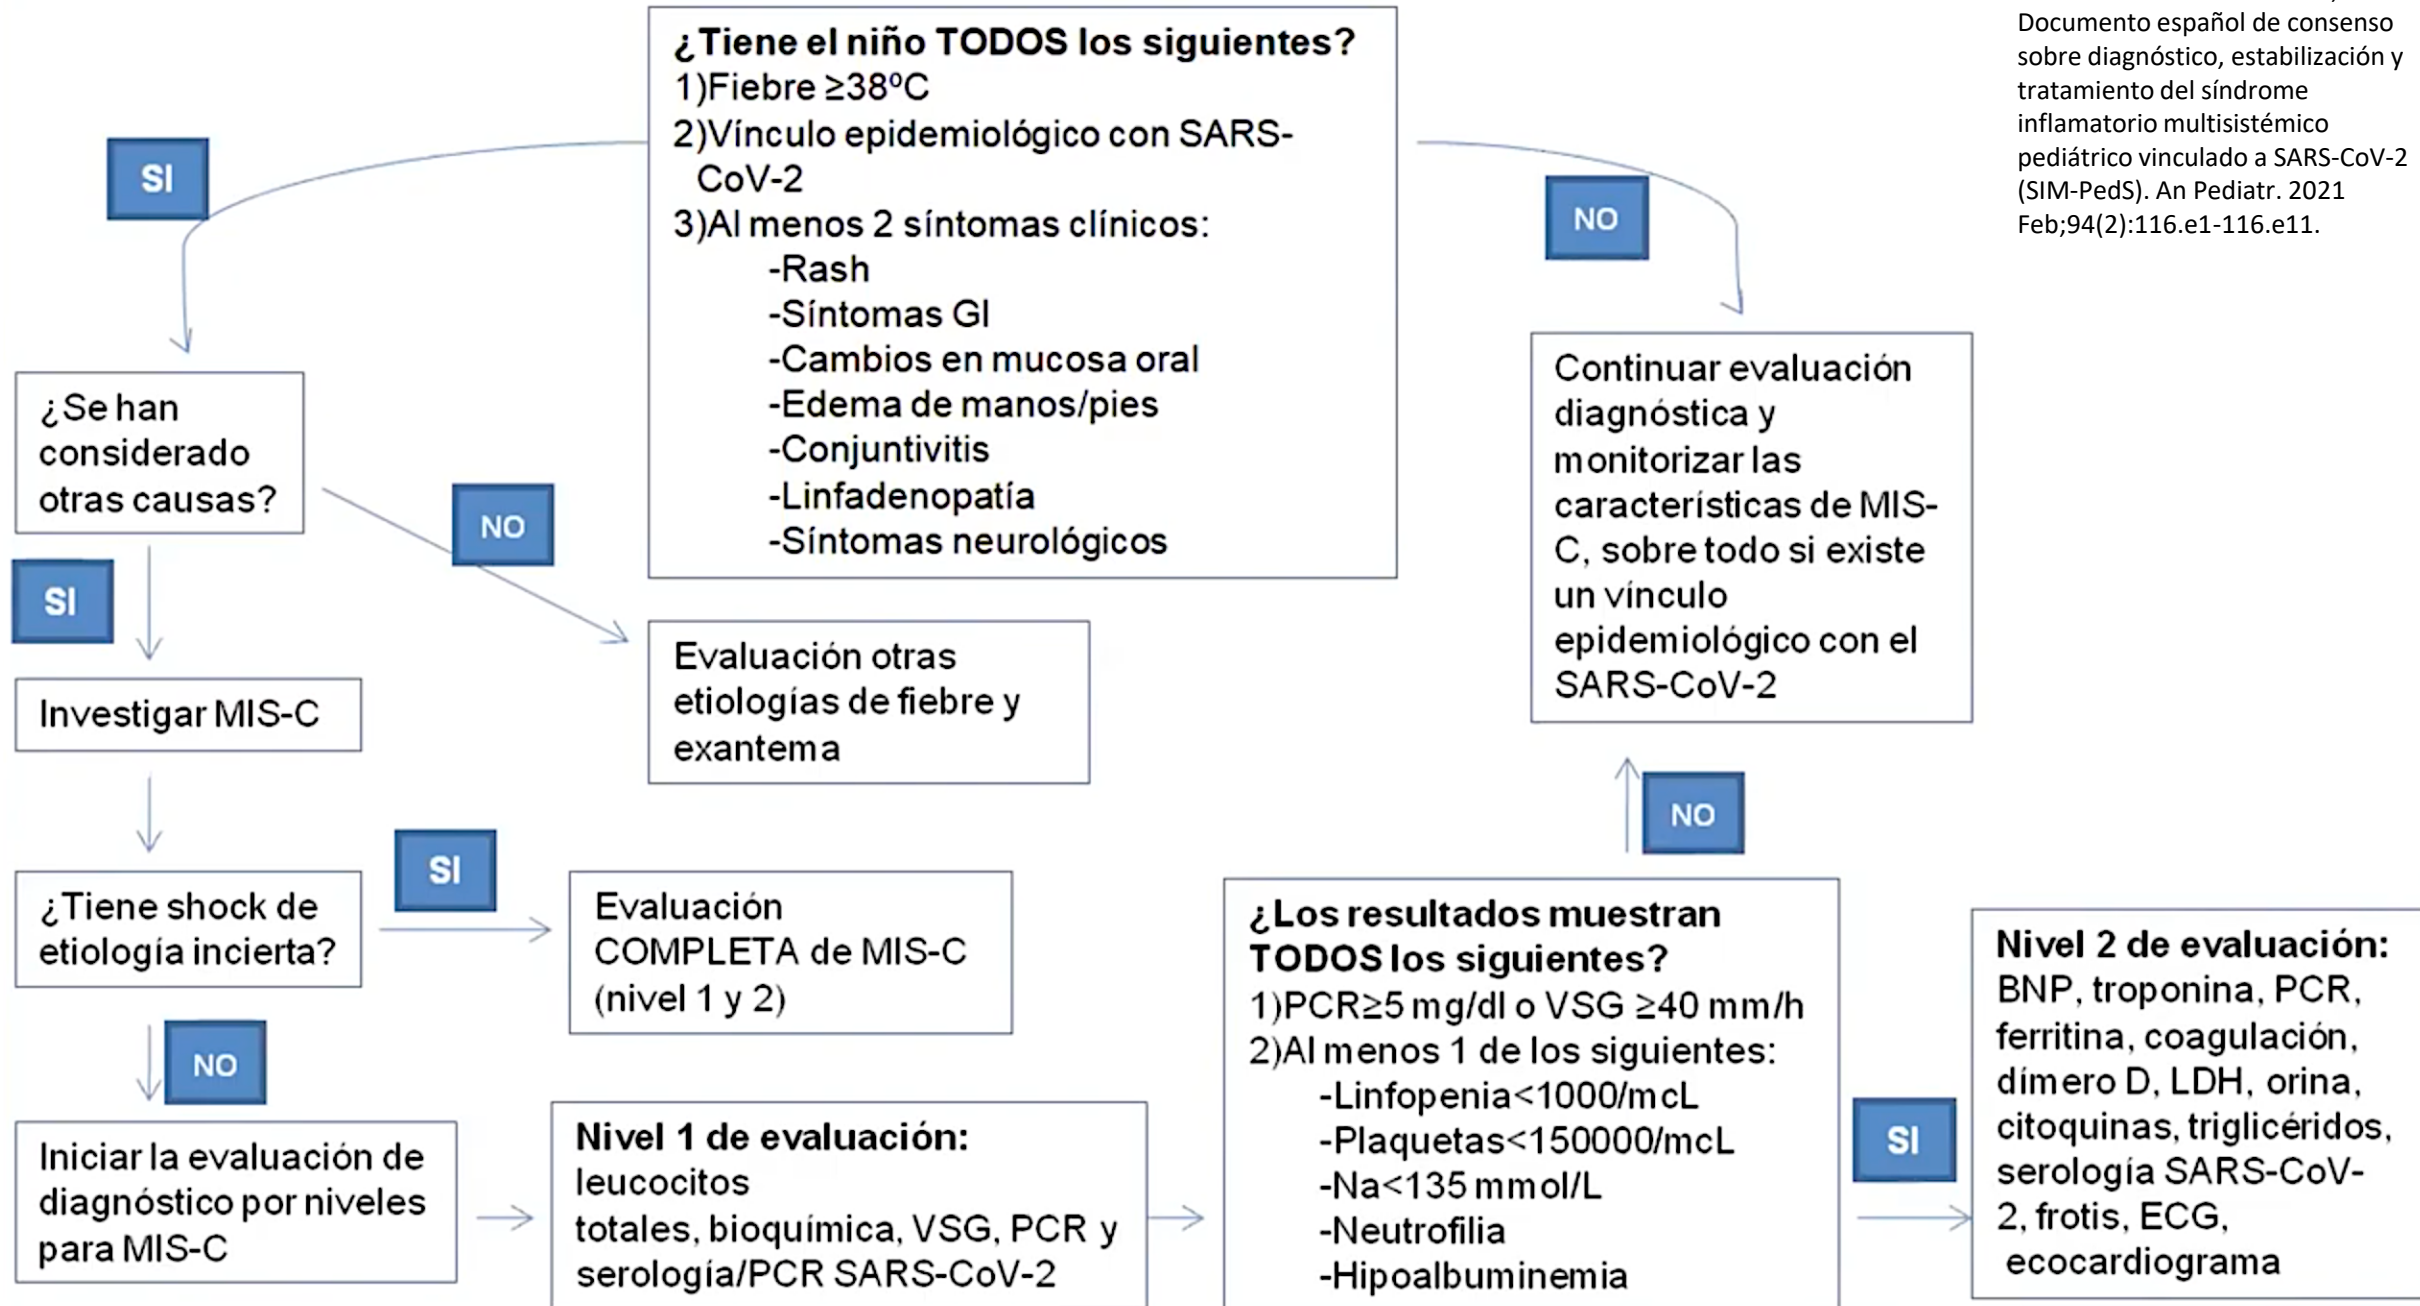 ¿Tiene el niño TODOS los siguientes?
1)Fiebre ≥38ºC
2)Vínculo epidemiológico con SARS-
CoV-2
3)Al menos 2 síntomas clínicos:
-Rash
-Síntomas GI
-Cambios en mucosa oral
-Edema de manos/pies
-Conjuntivitis
-Linfadenopatía
-Síntomas neurológicos
Documento español de consenso
sobre diagnóstico, estabilización y
tratamiento del síndrome
inflamatorio multisistémico
pediátrico vinculado a SARS-CoV-2
(SIM-PedS). An Pediatr. 2021
Feb;94(2):116.e1-116.e11.
SI
NO
¿Se han
considerado
otras causas?
NO
SI
Evaluación otras
etiologías de fiebre y
exantema
Continuar evaluación
diagnóstica y
monitorizar las
características de MIS-
C, sobre todo si existe
un vínculo
epidemiológico con el
SARS-CoV-2
Investigar MIS-C
¿Tiene shock de
etiología incierta?
SI
Evaluación
COMPLETA de MIS-C
(nivel 1 y 2)
NO
Iniciar la evaluación de
diagnóstico por niveles
para MIS-C
Nivel 1 de evaluación:
leucocitos
totales, bioquímica, VSG, PCR y
serología/PCR SARS-CoV-2
NO
¿Los resultados muestran
TODOS los siguientes?
1)PCR≥5 mg/dl o VSG ≥40 mm/h
2)Al menos 1 de los siguientes:
-Linfopenia<1000/mcL
-Plaquetas<150000/mcL
-Na<135 mmol/L
-Neutrofilia
-Hipoalbuminemia
SI
Nivel 2 de evaluación:
BNP, troponina, PCR,
ferritina, coagulación,
dímero D, LDH, orina,
citoquinas, triglicéridos,
serología SARS-CoV-
2, frotis, ECG,
ecocardiograma